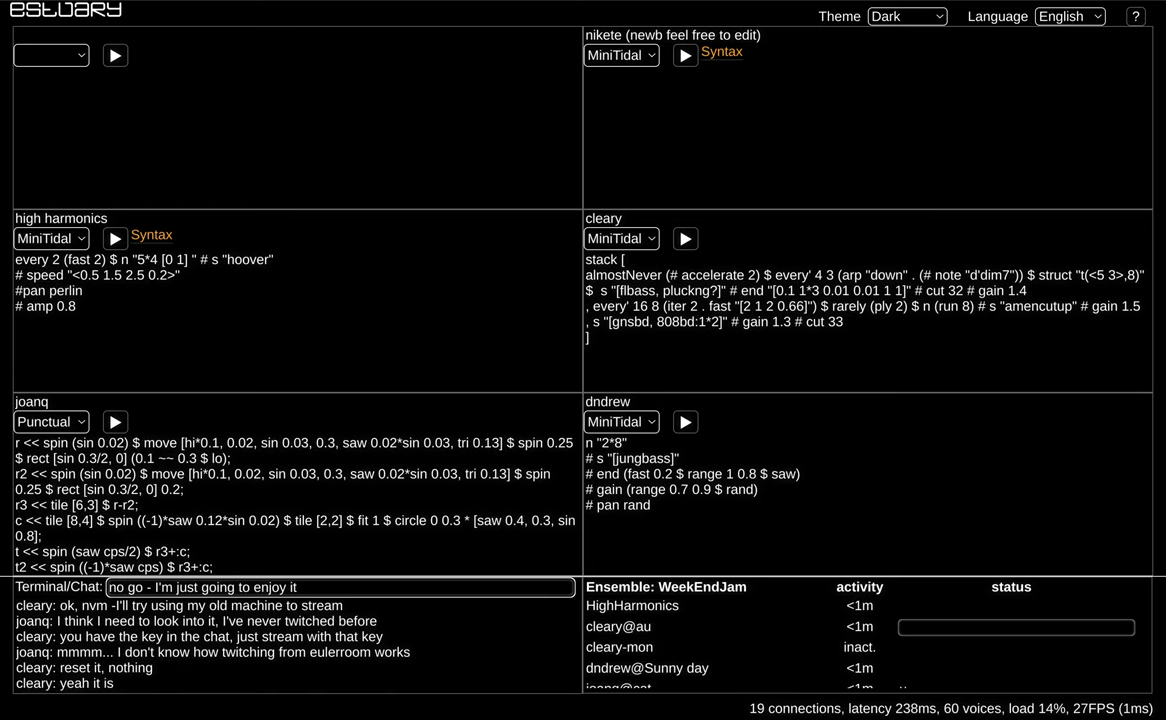 estuary
Theme Dark Language English ?
nikete (newb feel free to edit)
MiniTidal Syntax
high harmonics
MiniTidal Syntax
every 2 (fast 2) $ n "5*4 [0 1] " # s "hoover"
# speed "<0.5 1.5 2.5 0.2>"
#pan perlin
# amp 0.8
cleary
MiniTidal
stack [
almostNever (# accelerate 2) $ every' 4 3 (arp "down" . (# note "d'dim7")) $ struct "t(<5 3>,8)"
$  s "[flbass, pluckng?]" # end "[0.1 1*3 0.01 0.01 1 1]" # cut 32 # gain 1.4
, every' 16 8 (iter 2 . fast "[2 1 2 0.66]") $ rarely (ply 2) $ n (run 8) # s "amencutup" # gain 1.5
, s "[gnsbd, 808bd:1*2]" # gain 1.3 # cut 33
]
joanq
Punctual
r << spin (sin 0.02) $ move [hi*0.1, 0.02, sin 0.03, 0.3, saw 0.02*sin 0.03, tri 0.13] $ spin 0.25
$ rect [sin 0.3/2, 0] (0.1 ~~ 0.3 $ lo);
r2 << spin (sin 0.02) $ move [hi*0.1, 0.02, sin 0.03, 0.3, saw 0.02*sin 0.03, tri 0.13] $ spin
0.25 $ rect [sin 0.3/2, 0] 0.2;
r3 << tile [6,3] $ r-r2;
c << tile [8,4] $ spin ((-1)*saw 0.12*sin 0.02) $ tile [2,2] $ fit 1 $ circle 0 0.3 * [saw 0.4, 0.3, sin
0.8];
t << spin (saw cps/2) $ r3+:c;
t2 << spin ((-1)*saw cps) $ r3+:c;
dndrew
MiniTidal
n "2*8"
# s "[jungbass]"
# end (fast 0.2 $ range 1 0.8 $ saw)
# gain (range 0.7 0.9 $ rand)
# pan rand
Terminal/Chat: no go - I'm just going to enjoy it
cleary: ok, nvm -I'll try using my old machine to stream
joanq: I think I need to look into it, I've never twitched before
cleary: you have the key in the chat, just stream with that key
joanq: mmmm... I don't know how twitching from eulerroom works
cleary: reset it, nothing
cleary: yeah it is
Ensemble: WeekEndJam activity status
HighHarmonics <1m
cleary@au <1m
cleary-mon inact.
dndrew@Sunny day <1m
joanq@cat <1m
19 connections, latency 238ms, 60 voices, load 14%, 27FPS (1ms)